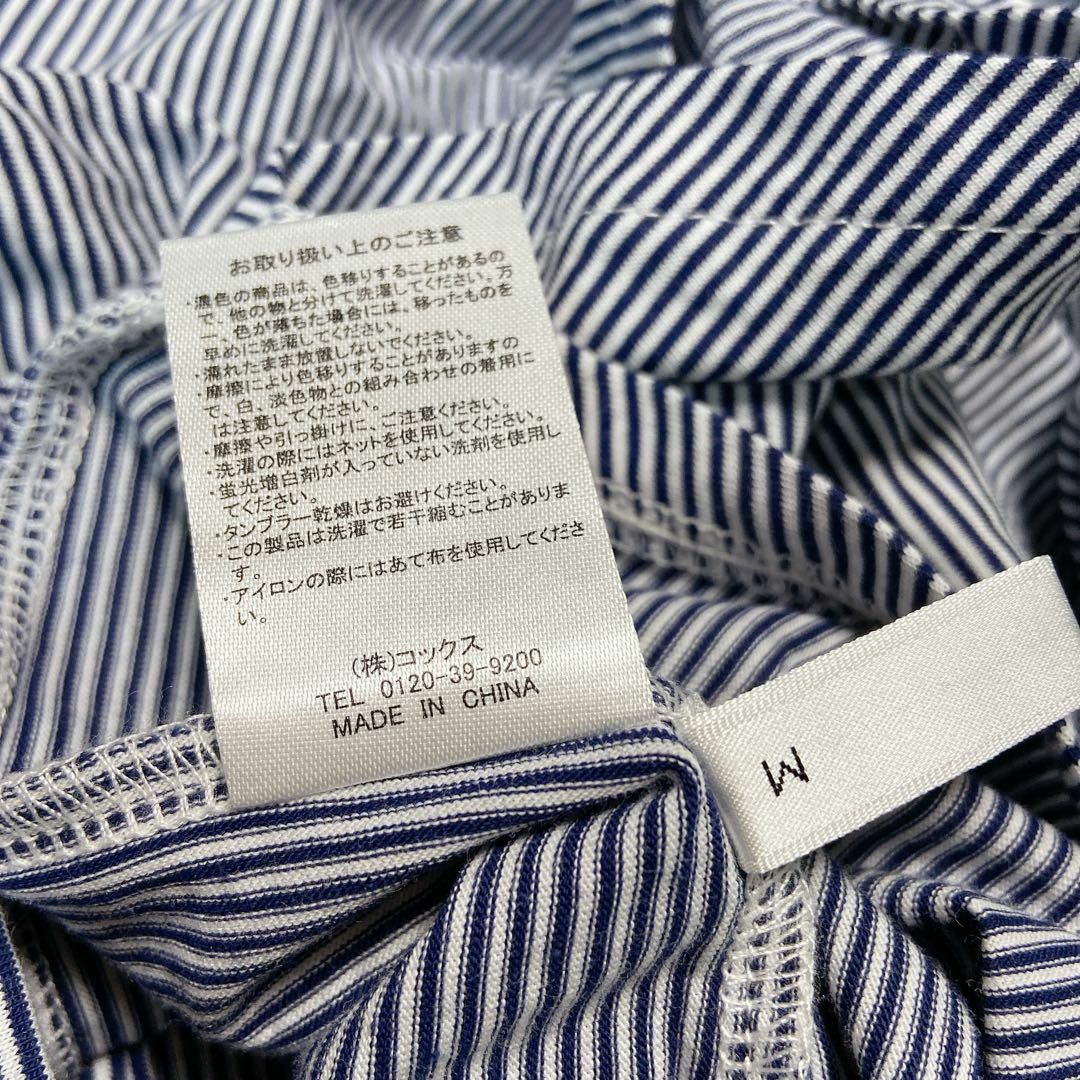 お取り扱い上のご注意
・濃色の商品は、色移りすることがあるの
で、他の物と分けて洗濯してください。万
一、色が落ちた場合には、移ったものを
早めに洗濯してください。
・濡れたまま放置しないでください。
・摩擦により色移りすることがありますの
で、白、淡色物との組み合わせの着用に
は注意してください。
・摩擦や引っ掛けに、ご注意ください。
・洗濯の際にはネットを使用してください。
・蛍光増白剤が入っていない洗剤を使用し
てください。
・タンブラー乾燥はお避けください。
・この製品は洗濯で若干縮むことがありま
す。
・アイロンの際にはあて布を使用してくださ
い。
(株)コックス
TEL 0120-39-9200
MADE IN CHINA
M